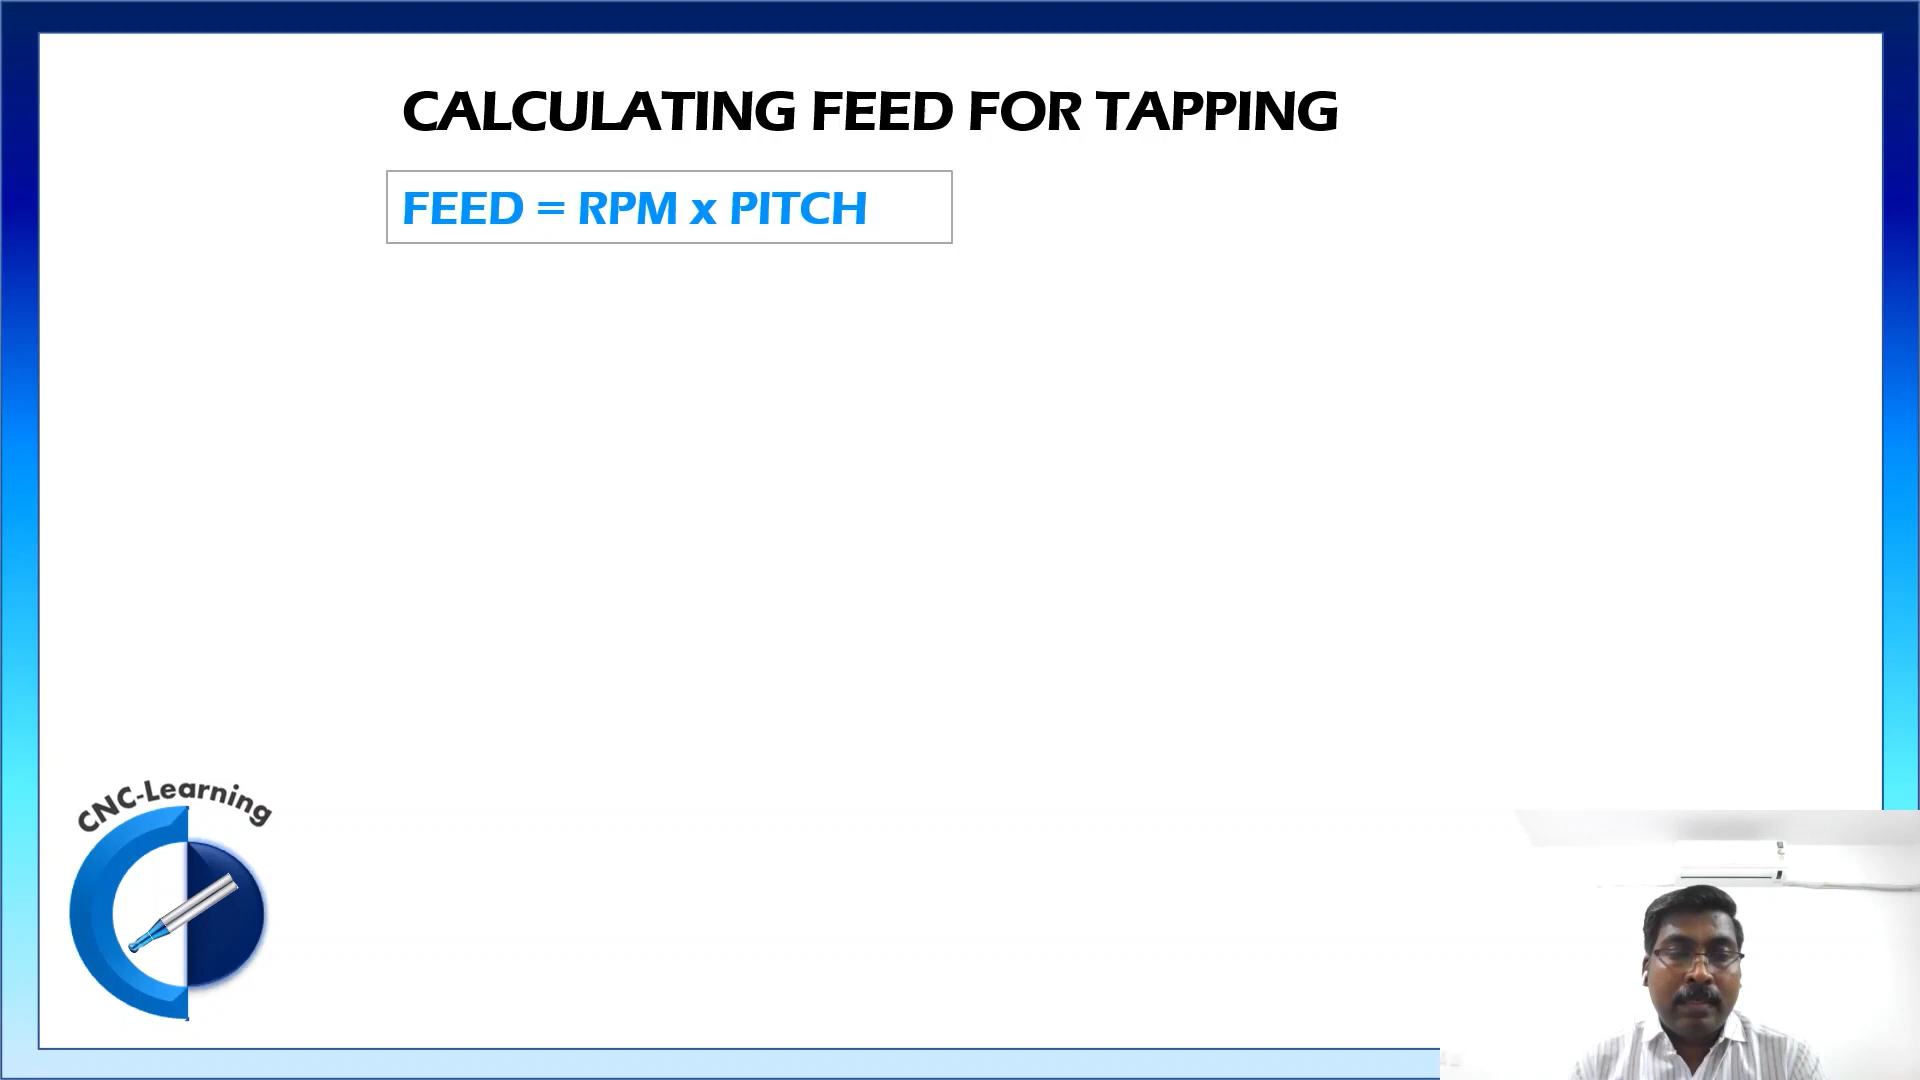 CALCULATING FEED FOR TAPPING
FEED = RPM x PITCH
CNC-Learning